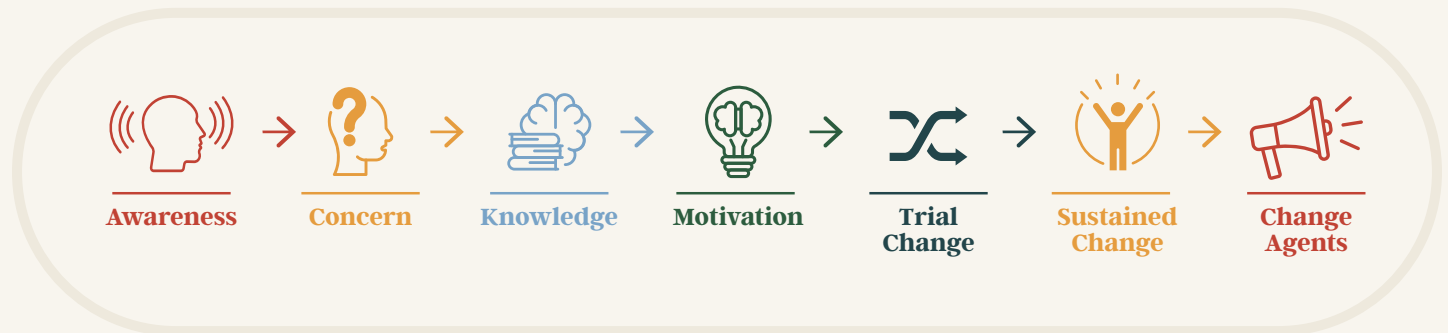 Awareness
Concern
Knowledge
Motivation
Trial
Change
Sustained
Change
Change
Agents